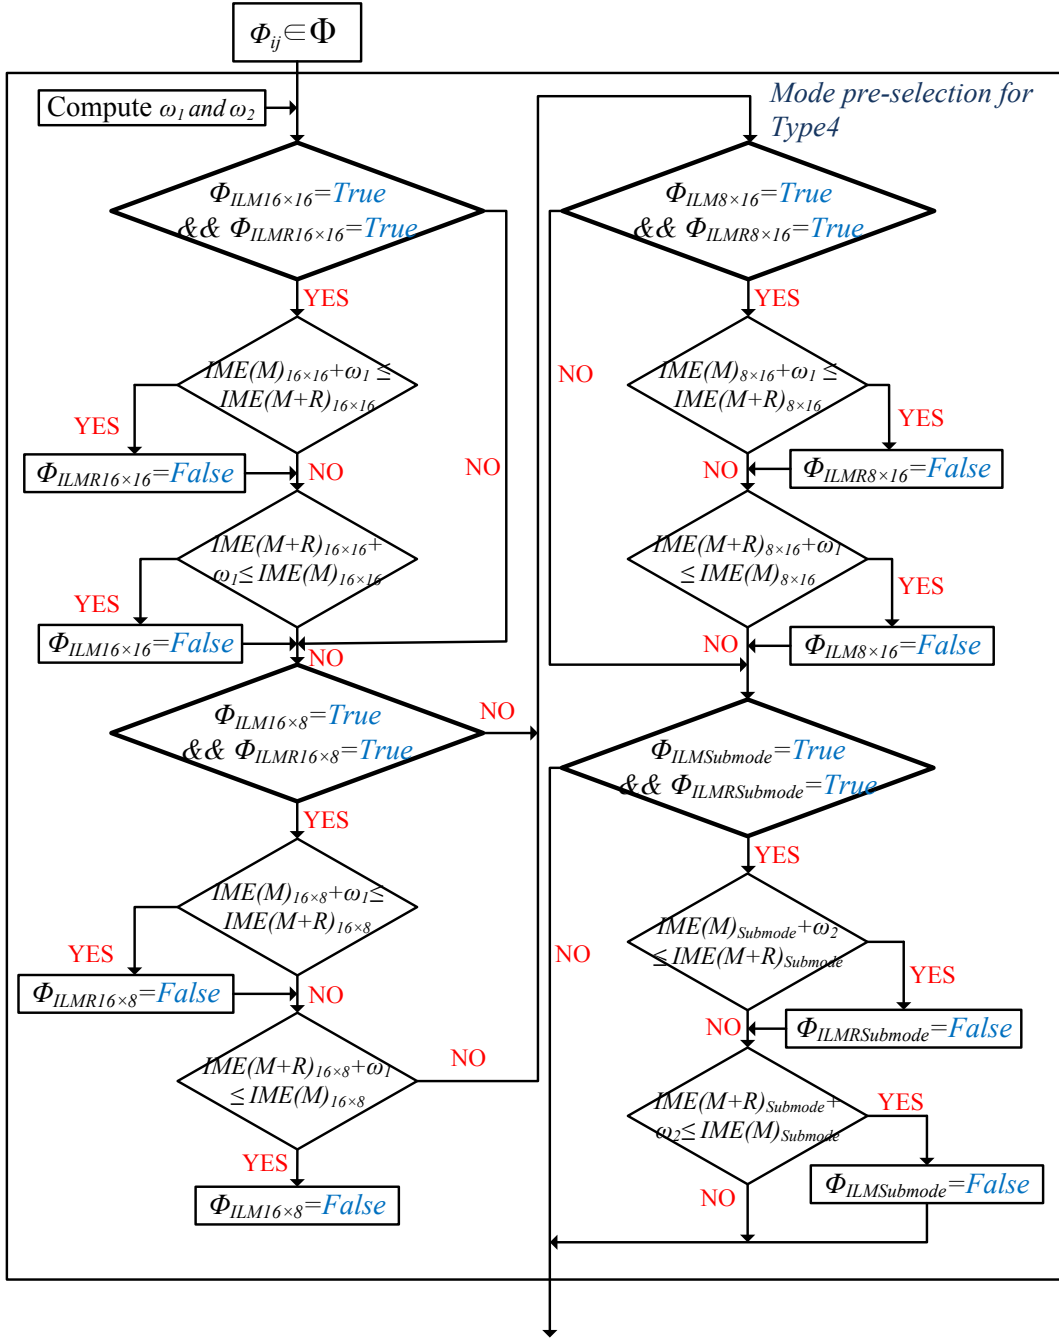 Φij∈Φ
Compute ω1 and ω2
Mode pre-selection for
Type4
ΦILM16×16=True
&& ΦILMR16×16=True
YES
IME(M)16×16+ω1 ≤
IME(M+R)16×16
YES
ΦILMR16×16=False
NO
NO
IME(M+R)16×16+
ω1≤ IME(M)16×16
YES
ΦILM16×16=False
NO
ΦILM16×8=True
&& ΦILMR16×8=True
NO
YES
IME(M)16×8+ω1≤
IME(M+R)16×8
YES
ΦILMR16×8=False
NO
IME(M+R)16×8+ω1
≤ IME(M)16×8
NO
YES
ΦILM16×8=False
ΦILM8×16=True
&& ΦILMR8×16=True
YES
NO
IME(M)8×16+ω1 ≤
IME(M+R)8×16
YES
NO
ΦILMR8×16=False
IME(M+R)8×16+ω1
≤ IME(M)8×16
YES
NO
ΦILM8×16=False
ΦILMSubmode=True
&& ΦILMRSubmode=True
YES
NO
IME(M)Submode+ω2
≤ IME(M+R)Submode
YES
NO
ΦILMRSubmode=False
IME(M+R)Submode+
ω2≤ IME(M)Submode
YES
NO
ΦILMSubmode=False